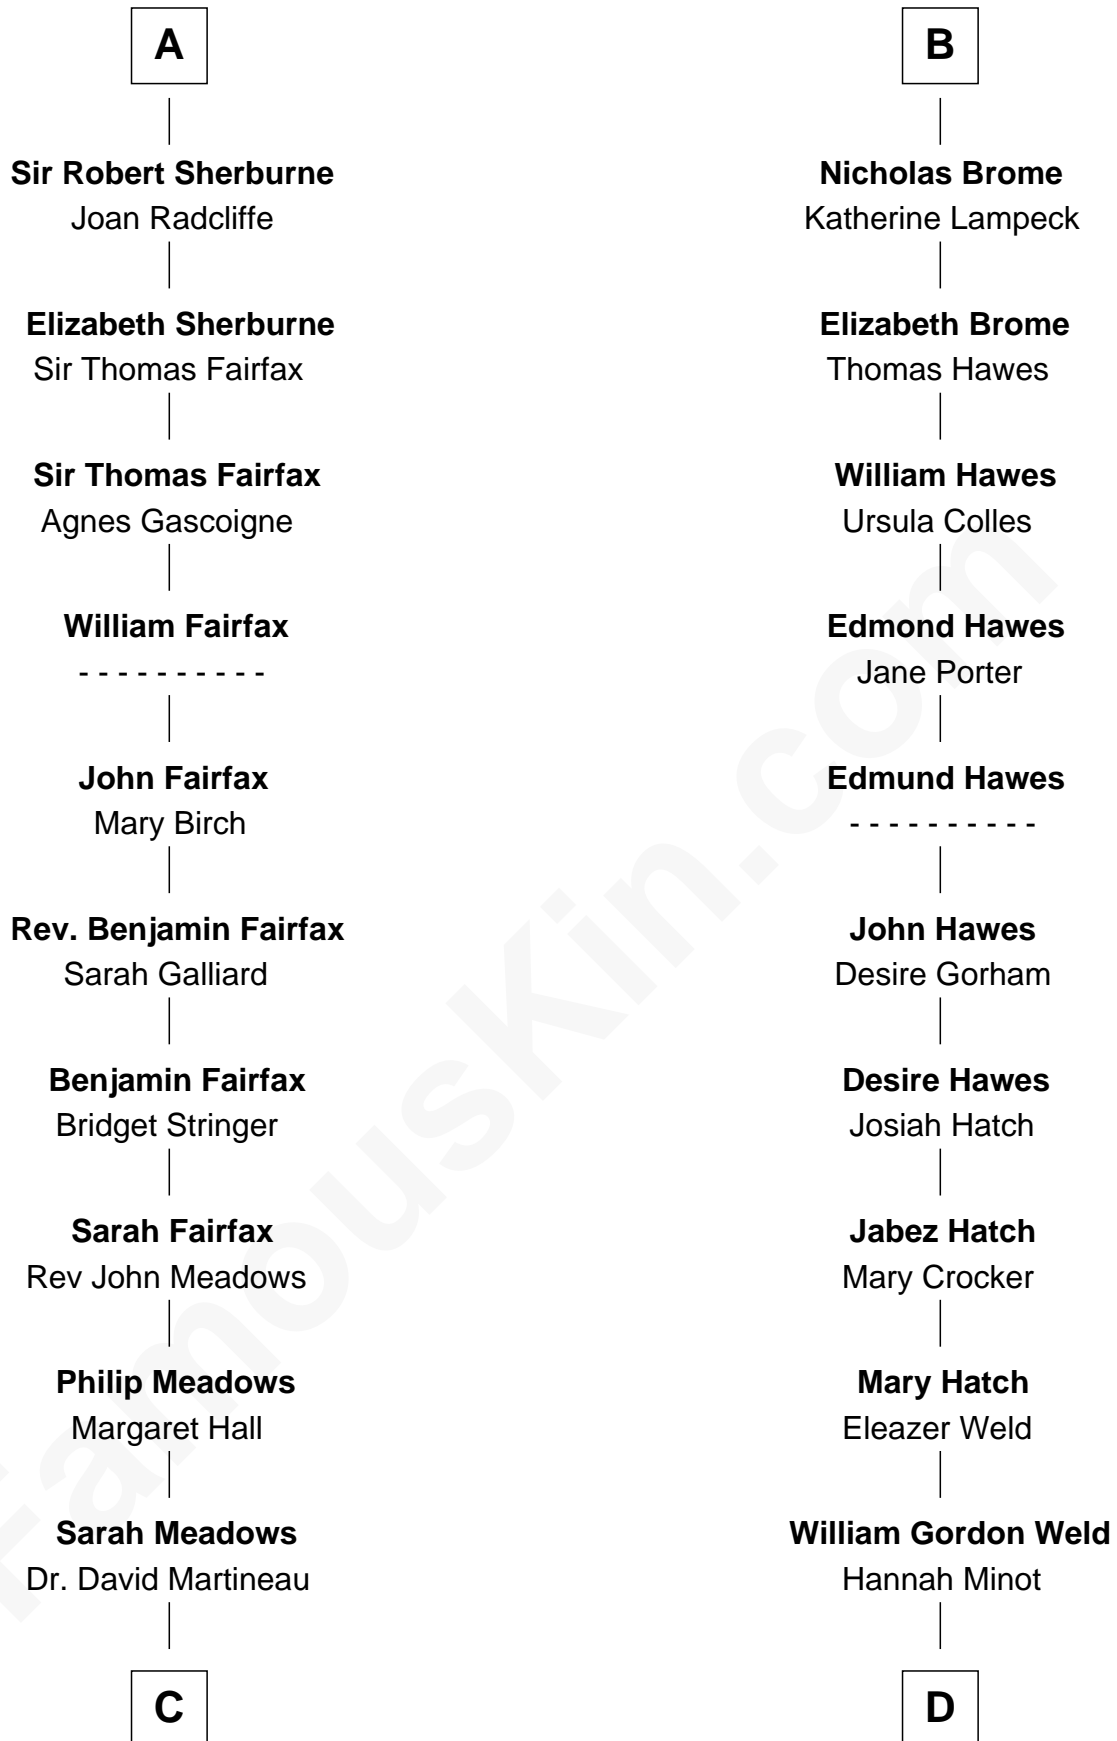 A
Sir Robert Sherburne
Joan Radcliffe
Elizabeth Sherburne
Sir Thomas Fairfax
Sir Thomas Fairfax
Agnes Gascoigne
William Fairfax
- - - - - - - - - -
John Fairfax
Mary Birch
Rev. Benjamin Fairfax
Sarah Galliard
Benjamin Fairfax
Bridget Stringer
Sarah Fairfax
Rev John Meadows
Philip Meadows
Margaret Hall
Sarah Meadows
Dr. David Martineau
C
B
Nicholas Brome
Katherine Lampeck
Elizabeth Brome
Thomas Hawes
William Hawes
Ursula Colles
Edmond Hawes
Jane Porter
Edmund Hawes
- - - - - - - - - -
John Hawes
Desire Gorham
Desire Hawes
Josiah Hatch
Jabez Hatch
Mary Crocker
Mary Hatch
Eleazer Weld
William Gordon Weld
Hannah Minot
D
FamousKin.com